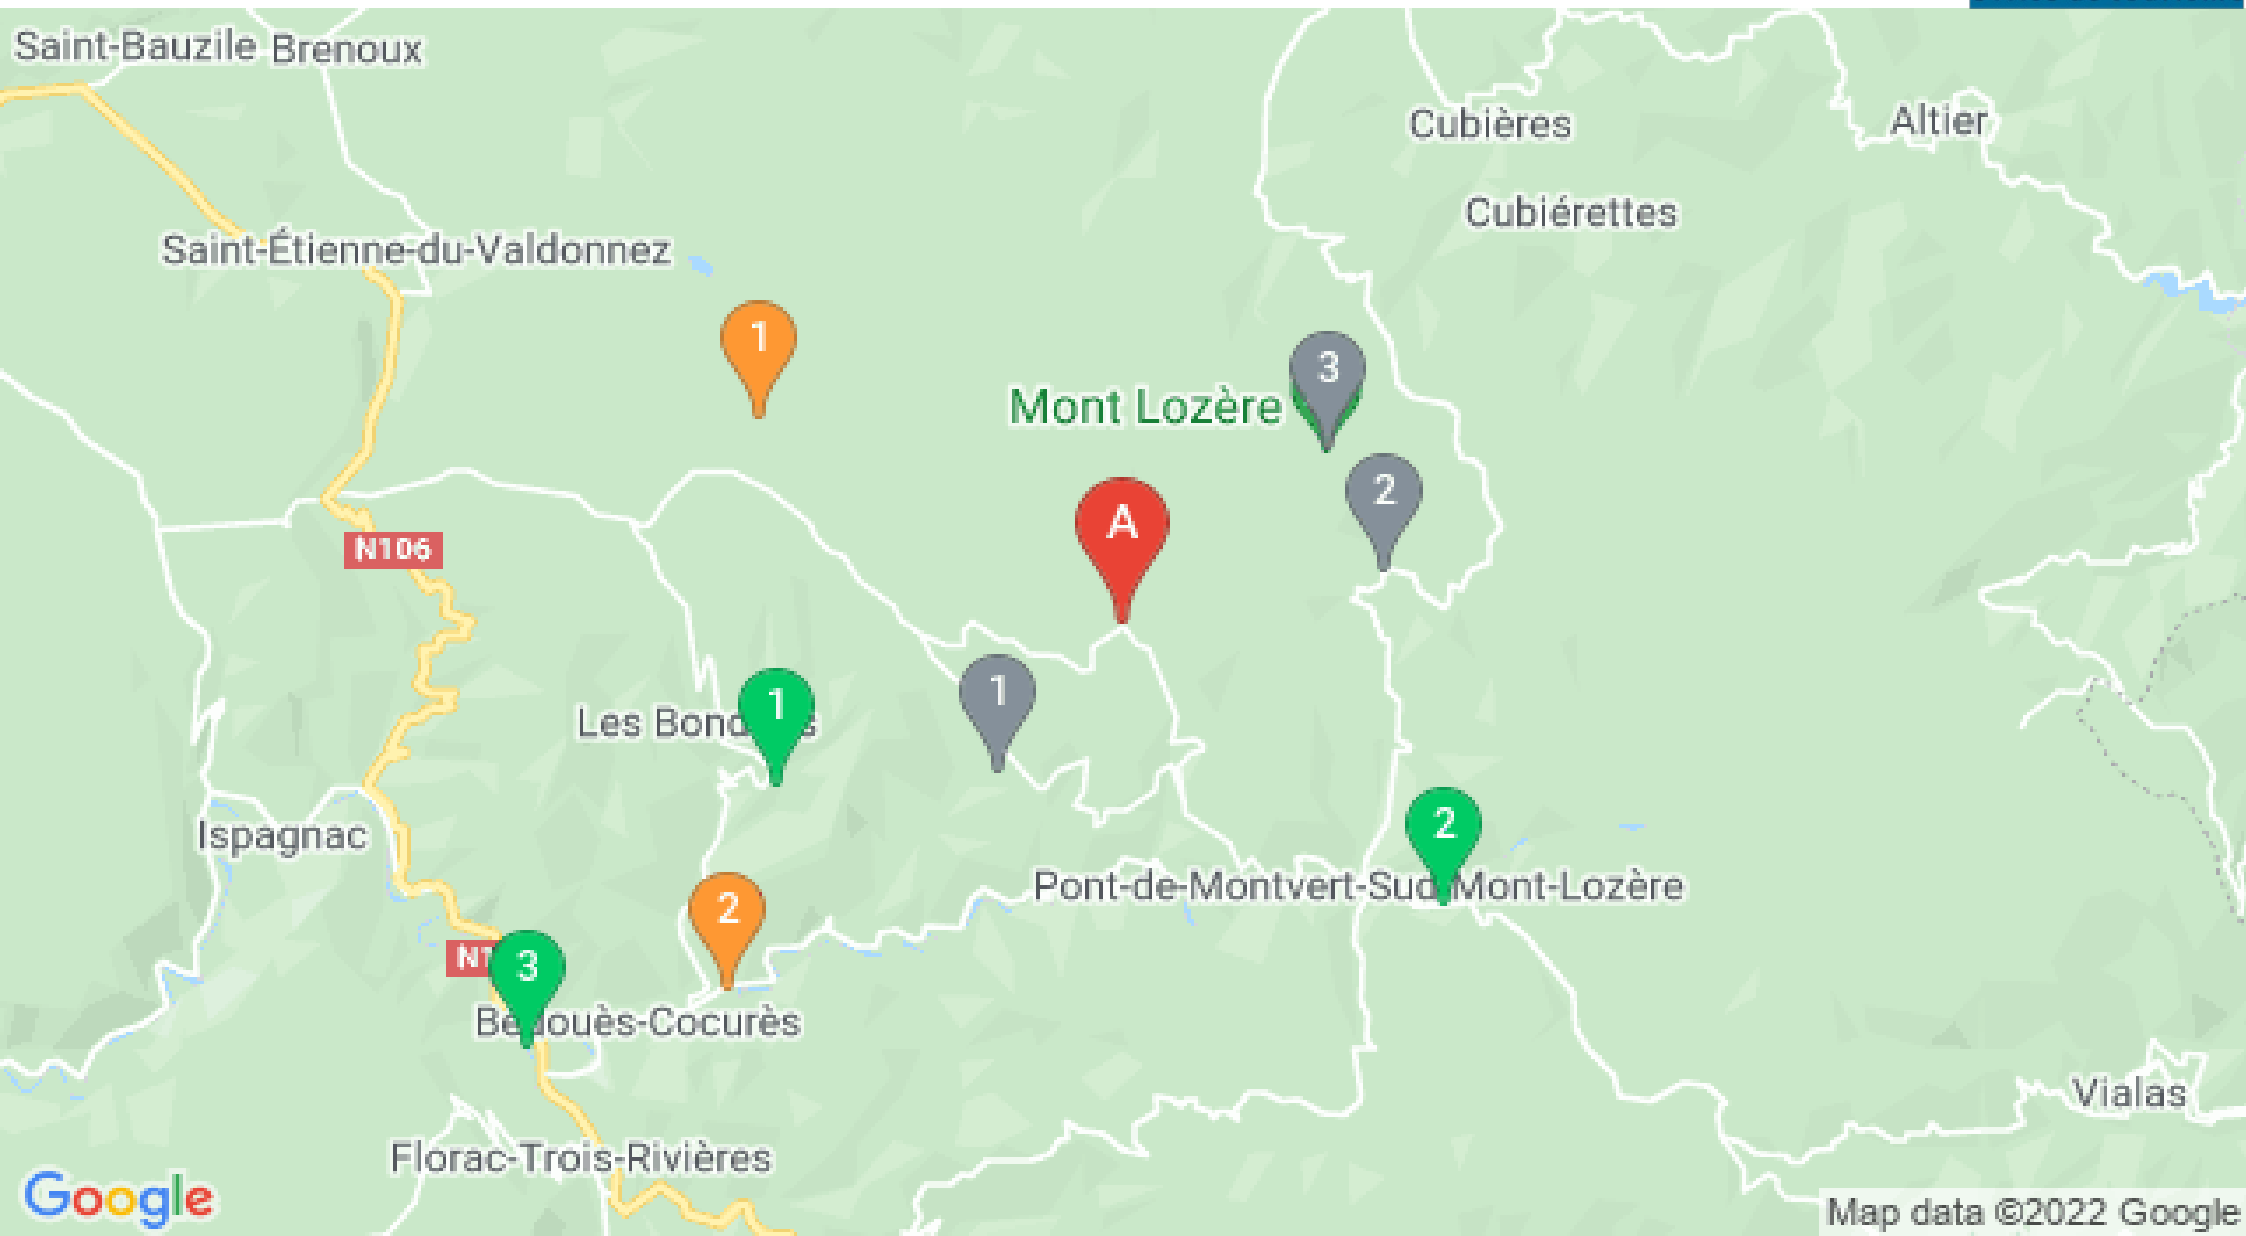 Saint-Bauzile
Brenoux
Cubières
Altier
Cubiérettes
Saint-Étienne-du-Valdonnez
1
3
Mont Lozère
2
A
N106
1
1
Les Bond
s
2
Ispagnac
Pont-de-Montvert-Sud
Mont-Lozère
2
N1
3
Bédouès-Cocurès
Vialas
Florac-Trois-Rivières
Google
Map data ©2022 Google